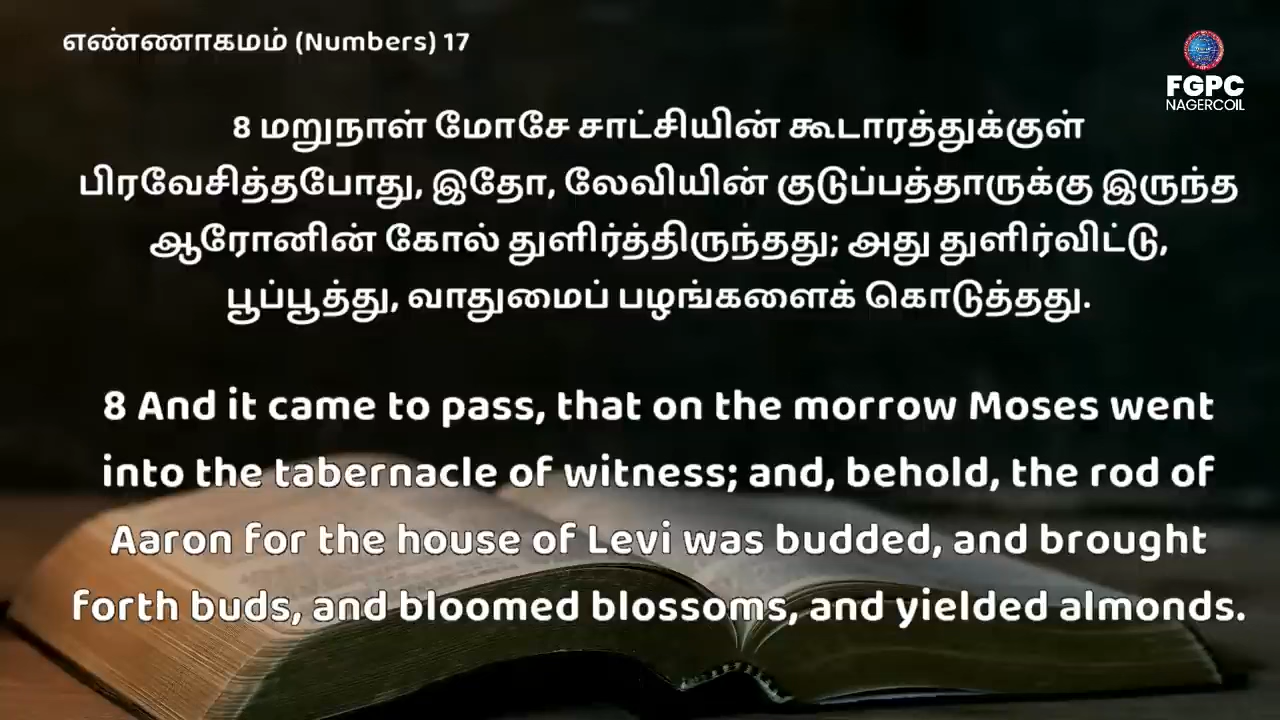 எண்ணாகமம் (Numbers) 17
FGPC
NAGERCOIL
8 மறுநாள் மோசே சாட்சியின் கூடாரத்துக்குள்
பிரவேசித்தபோது, இதோ, லேவியின் குடும்பத்தாருக்கு இருந்த
ஆரோனின் கோல் துளிர்த்திருந்தது; அது துளிர்விட்டு,
பூப்பூத்து, வாதுமைப் பழங்களைக் கொடுத்தது.
8 And it came to pass, that on the morrow Moses went
into the tabernacle of witness; and, behold, the rod of
Aaron for the house of Levi was budded, and brought
forth buds, and bloomed blossoms, and yielded almonds.